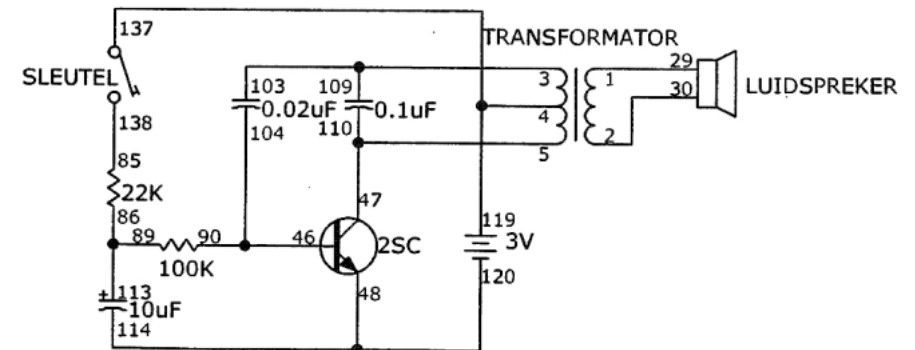 137
TRANSFORMATOR
29
SLEUTEL
103
109
3
1
30
LUIDSPREKER
0.02uF
0.1uF
138
104
110
4
2
5
85
22K
47
86
119
89
90
46
2SC
3V
100K
120
+113
48
10uF
114